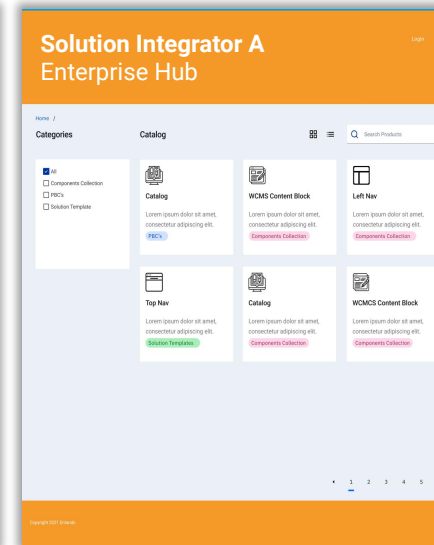 Solution Integrator A
Login
Enterprise Hub
Home /
Categories
Catalog
Search Products
All
Components Collection
PBC's
Solution Template
Catalog
Lorem ipsum dolor sit amet,
consectetur adipiscing elit.
PBC's
WCMS Content Block
Lorem ipsum dolor sit amet,
consectetur adipiscing elit.
Components Collection
Left Nav
Lorem ipsum dolor sit amet,
consectetur adipiscing elit.
Components Collection
Top Nav
Lorem ipsum dolor sit amet,
consectetur adipiscing elit.
Solution Templates
Catalog
Lorem ipsum dolor sit amet,
consectetur adipiscing elit.
Components Collection
WCMCS Content Block
Lorem ipsum dolor sit amet,
consectetur adipiscing elit.
Components Collection
1 2 3 4 5
Copyright 2021